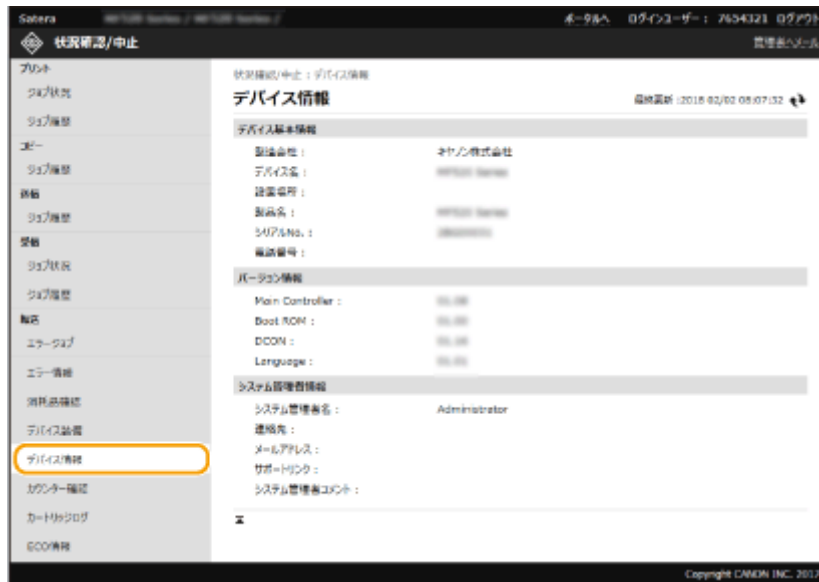 Satera
ポータルへ ログインユーザー： 7654321 ログアウト
状況確認/中止
管理者へメール
プリント
ジョブ状況
ジョブ履歴
コピー
ジョブ履歴
送信
ジョブ履歴
受信
ジョブ状況
ジョブ履歴
転送
エラージョブ
エラー情報
消耗品確認
デバイス装備
デバイス情報
カウンター確認
カートリッジログ
ECO情報
状況確認/中止 : デバイス情報
デバイス情報
最終更新 :2018 02/02 08:07:32
デバイス基本情報
製造会社 : キヤノン株式会社
デバイス名 :
設置場所 :
製品名 :
シリアルNo. :
電話番号 :
バージョン情報
Main Controller :
Boot ROM :
DCON :
Language :
システム管理者情報
システム管理者名 : Administrator
連絡先 :
メールアドレス :
サポートリンク :
システム管理者コメント :
Copyright CANON INC. 2017